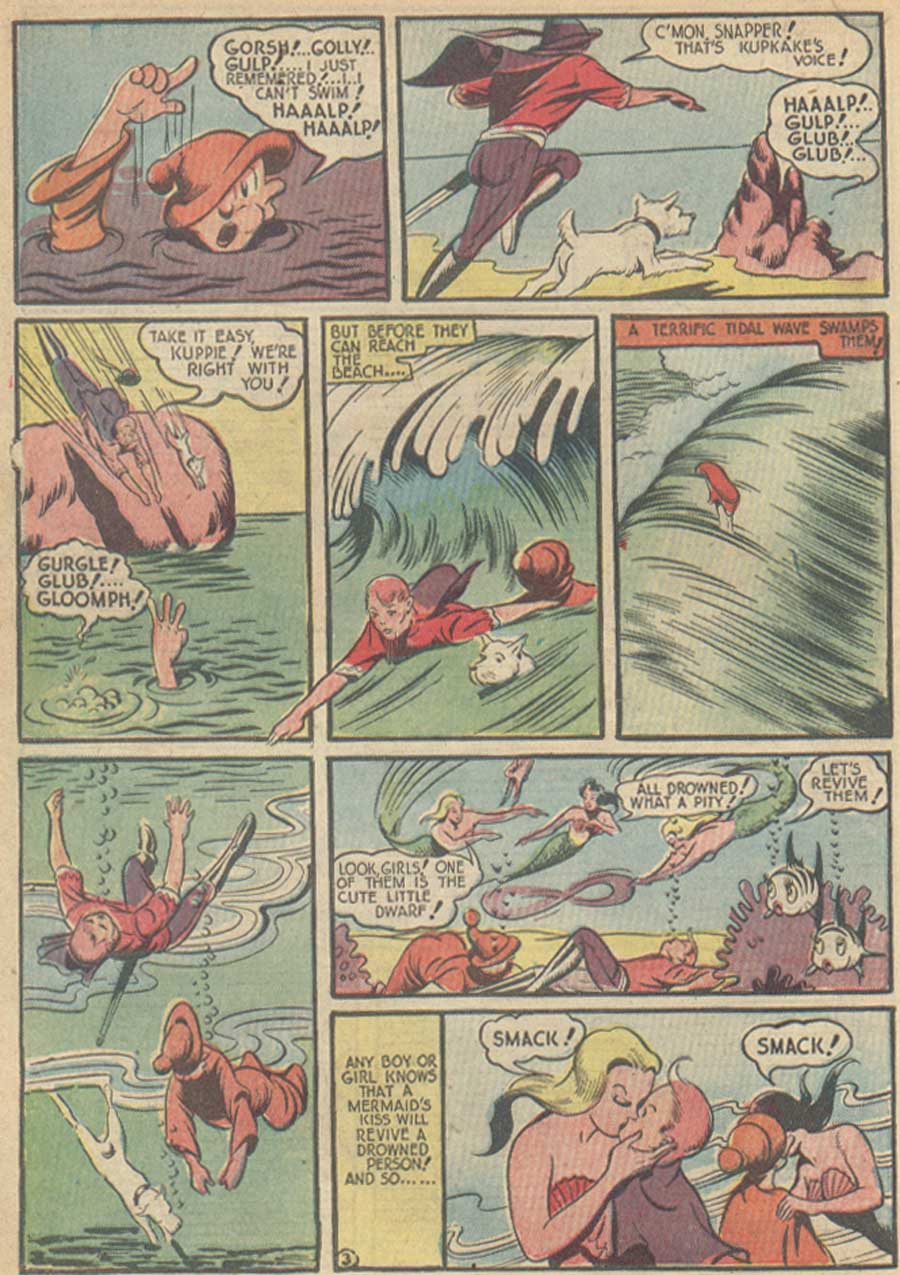 GORSH!...GOLLY!..
GULP!.....I JUST
REMEMERED!...I..I
CAN'T SWIM!
HAAALP!
HAAALP!
C'MON, SNAPPER!
THAT'S KUPKAKE'S
VOICE!
HAAALP!..
GULP!...
GLUB!..
GLUB!...
TAKE IT EASY,
KUPPIE! WE'RE
RIGHT WITH
YOU!
GURGLE!
GLUB!....
GLOOMPH!
BUT BEFORE THEY
CAN REACH
THE
BEACH....
A TERRIFIC TIDAL WAVE SWAMPS
THEM!
LOOK, GIRLS! ONE
OF THEM IS THE
CUTE LITTLE
DWARF!
ALL DROWNED!
WHAT A PITY!
LET'S
REVIVE
THEM!
ANY BOY OR
GIRL KNOWS
THAT A
MERMAID'S
KISS WILL
REVIVE A
DROWNED
PERSON!
AND SO......
SMACK!
SMACK!
3